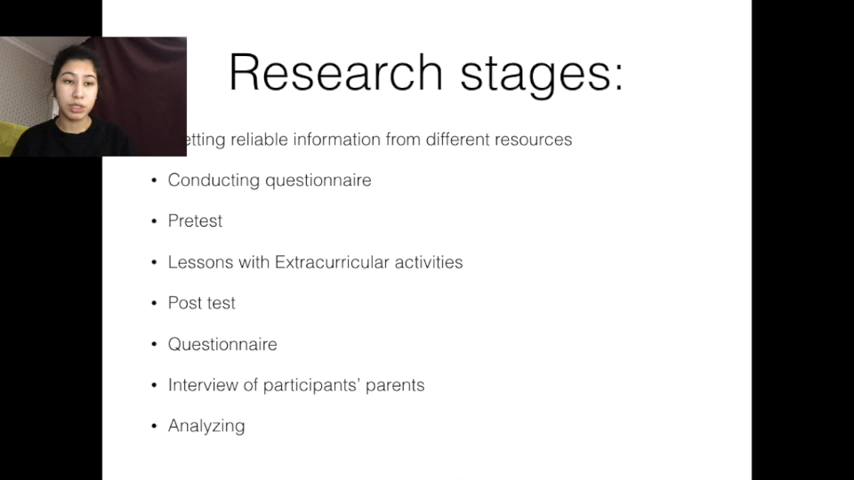 Research stages:
etting reliable information from different resources
• Conducting questionnaire
• Pretest
• Lessons with Extracurricular activities
• Post test
• Questionnaire
• Interview of participants’ parents
• Analyzing